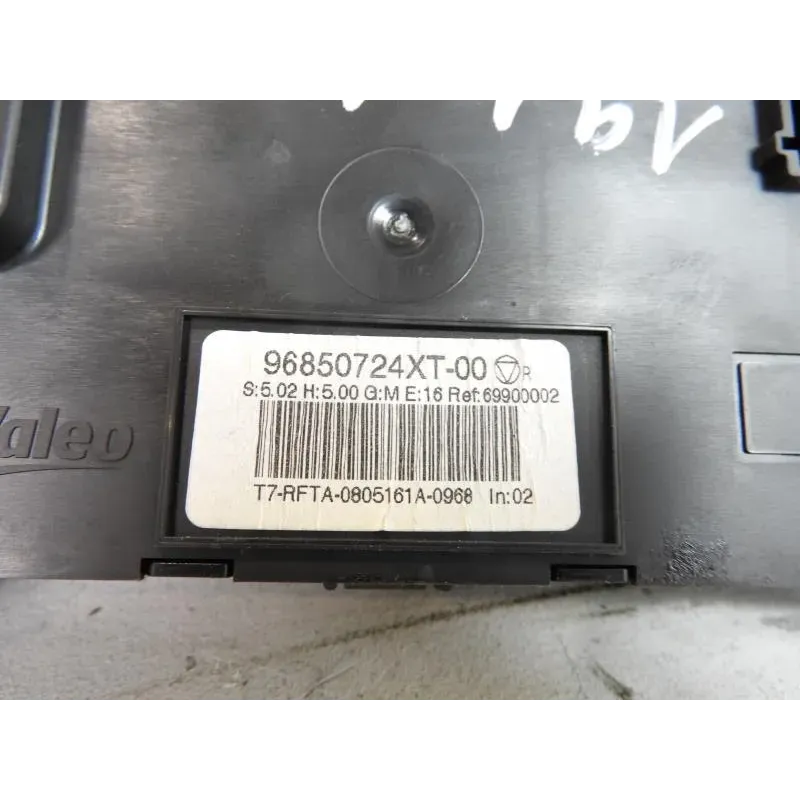 96850724XT-00 R
S:5.02 H:5.00 G:M E:16 Ref:69900002
Valeo
T7-RFTA-0805161A-0968 In:02